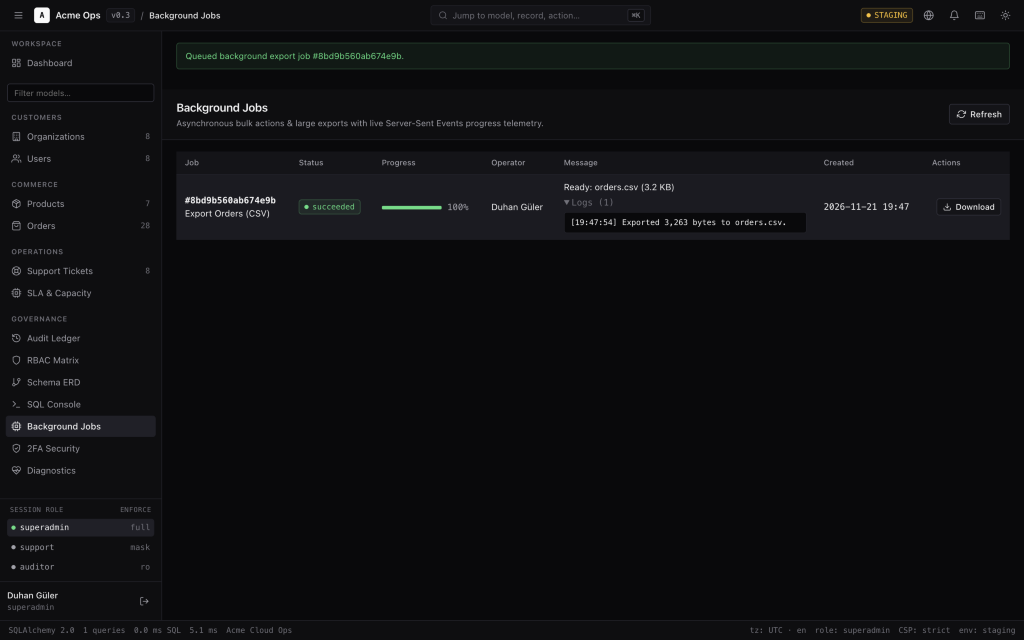 A Acme Ops v0.3 / Background Jobs
Jump to model, record, action... ⌘K
STAGING
WORKSPACE
Dashboard
Filter models...
CUSTOMERS
Organizations 8
Users 8
COMMERCE
Products 7
Orders 28
OPERATIONS
Support Tickets 8
SLA & Capacity
GOVERNANCE
Audit Ledger
RBAC Matrix
Schema ERD
SQL Console
Background Jobs
2FA Security
Diagnostics
SESSION ROLE ENFORCE
superadmin full
support mask
auditor ro
Duhan Güler
superadmin
Queued background export job #8bd9b560ab674e9b.
Background Jobs
Asynchronous bulk actions & large exports with live Server-Sent Events progress telemetry.
Refresh
Job Status Progress Operator Message Created Actions
#8bd9b560ab674e9b
Export Orders (CSV)
succeeded
100%
Duhan Güler
Ready: orders.csv (3.2 KB)
▼Logs (1)
[19:47:54] Exported 3,263 bytes to orders.csv.
2026-11-21 19:47
Download
SQLAlchemy 2.0 1 queries 0.0 ms SQL 5.1 ms Acme Cloud Ops
tz: UTC · en role: superadmin CSP: strict env: staging